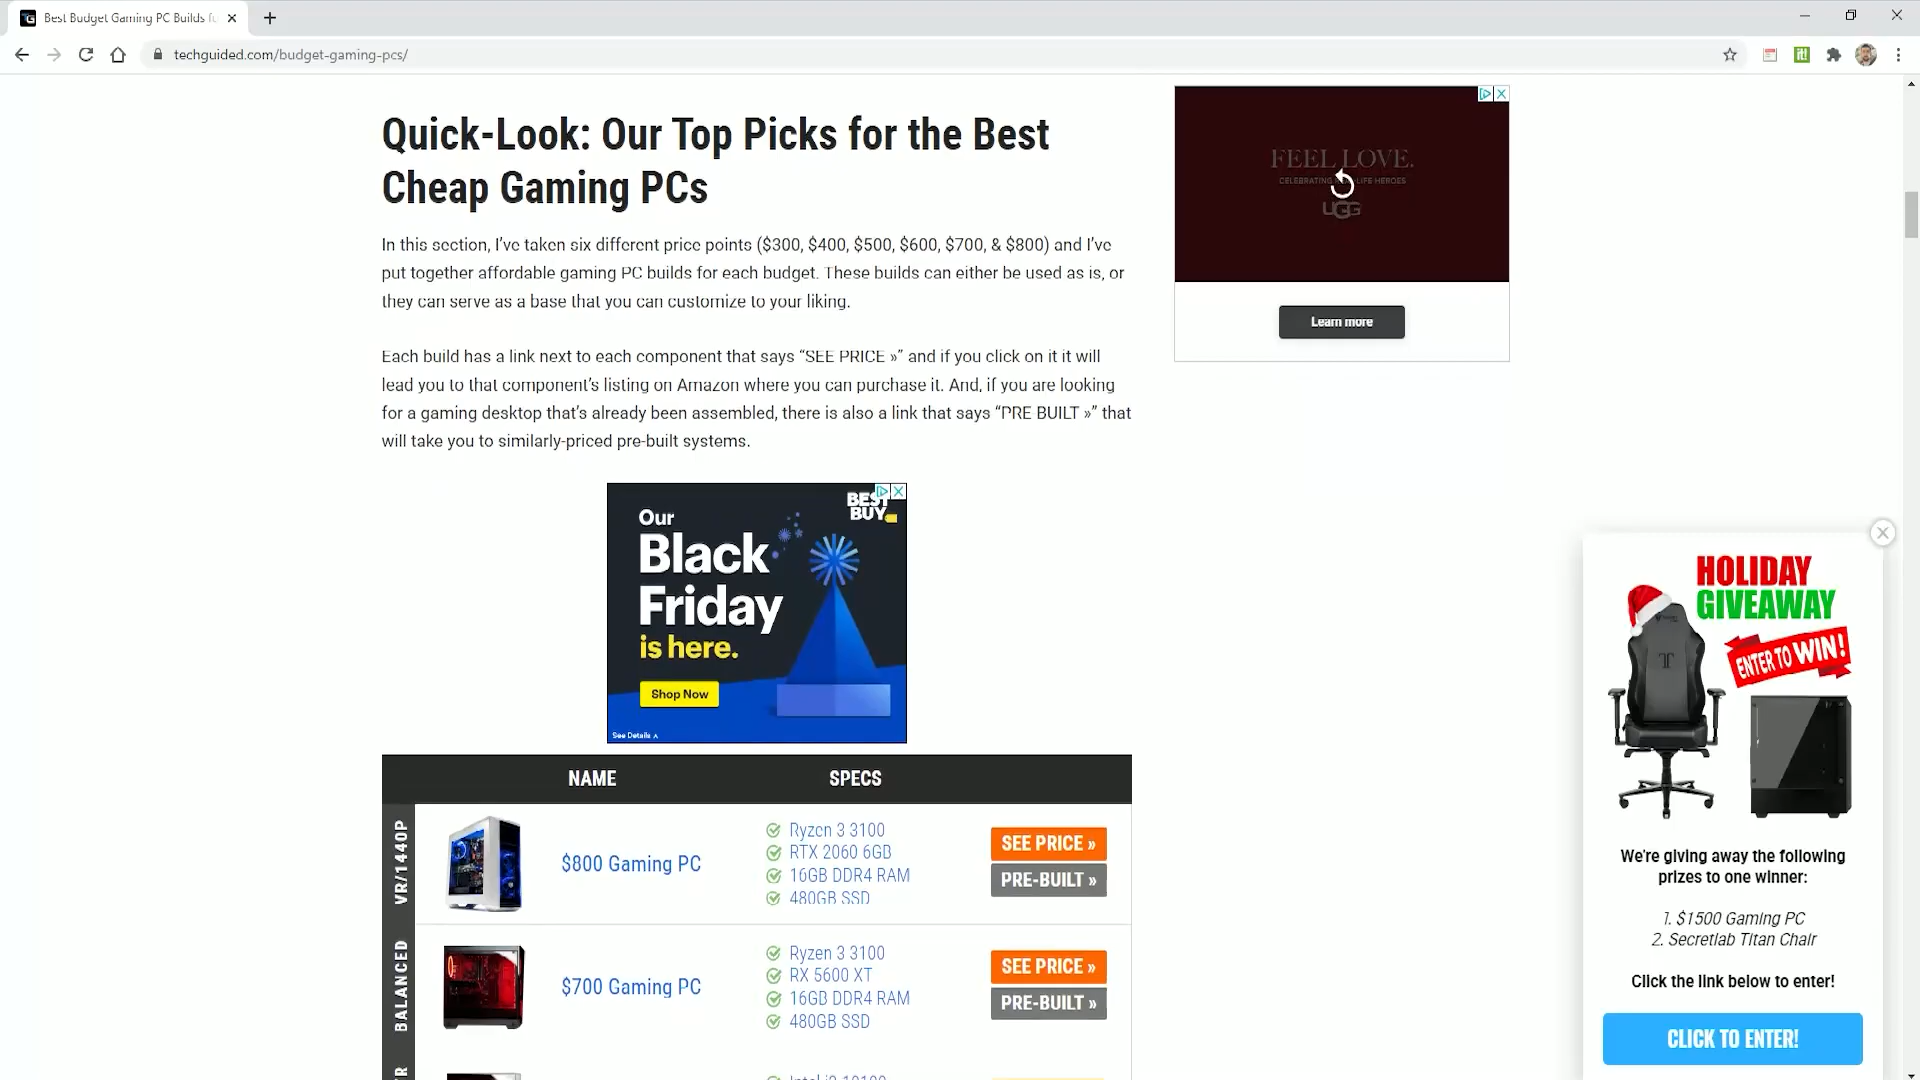 Best Budget Gaming PC Builds fo
techguided.com/budget-gaming-pcs/
Quick-Look: Our Top Picks for the Best
Cheap Gaming PCs
In this section, I've taken six different price points ($300, $400, $500, $600, $700, & $800) and I've
put together affordable gaming PC builds for each budget. These builds can either be used as is, or
they can serve as a base that you can customize to your liking.
Each build has a link next to each component that says “SEE PRICE »” and if you click on it it will
lead you to that component's listing on Amazon where you can purchase it. And, if you are looking
for a gaming desktop that's already been assembled, there is also a link that says “PRE BUILT »” that
will take you to similarly-priced pre-built systems.
FEEL LOVE.
CELEBRATING LIFE HEROES
UGG
Learn more
BEST
BUY
Our
Black
Friday
is here.
Shop Now
See Details
NAME SPECS
VR/1440P
$800 Gaming PC
Ryzen 3 3100
RTX 2060 6GB
16GB DDR4 RAM
480GB SSD
SEE PRICE »
PRE-BUILT »
BALANCED
$700 Gaming PC
Ryzen 3 3100
RX 5600 XT
16GB DDR4 RAM
480GB SSD
SEE PRICE »
PRE-BUILT »
HOLIDAY
GIVEAWAY
ENTER TO WIN!
We're giving away the following
prizes to one winner:
1. $1500 Gaming PC
2. Secretlab Titan Chair
Click the link below to enter!
CLICK TO ENTER!